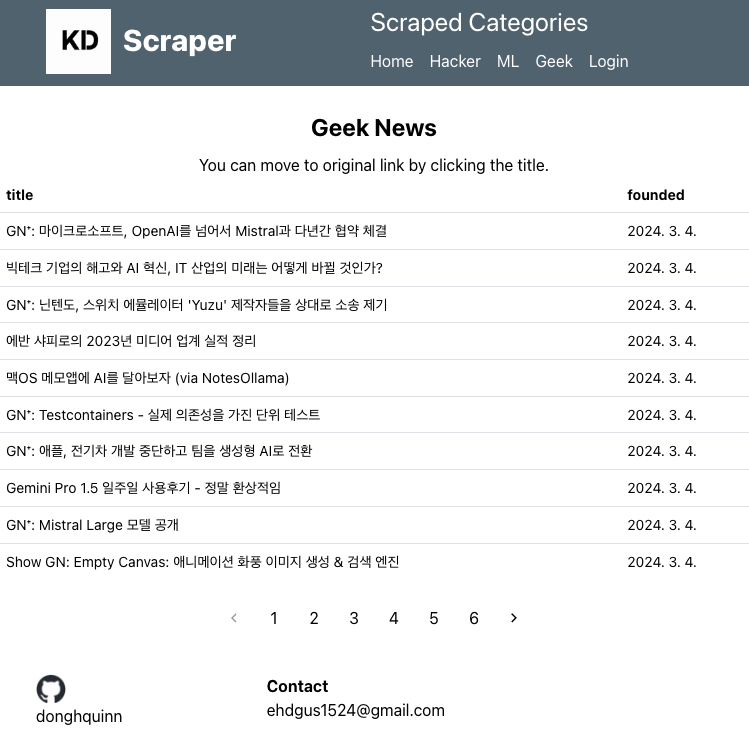 KD Scraper
Scraped Categories
Home Hacker ML Geek Login
Geek News
You can move to original link by clicking the title.
title founded
GN⁺: 마이크로소프트, OpenAI를 넘어서 Mistral과 다년간 협약 체결 2024. 3. 4.
빅테크 기업의 해고와 AI 혁신, IT 산업의 미래는 어떻게 바뀔 것인가? 2024. 3. 4.
GN⁺: 닌텐도, 스위치 에뮬레이터 'Yuzu' 제작자들을 상대로 소송 제기 2024. 3. 4.
에반 샤피로의 2023년 미디어 업계 실적 정리 2024. 3. 4.
맥OS 메모앱에 AI를 달아보자 (via NotesOllama) 2024. 3. 4.
GN⁺: Testcontainers - 실제 의존성을 가진 단위 테스트 2024. 3. 4.
GN⁺: 애플, 전기차 개발 중단하고 팀을 생성형 AI로 전환 2024. 3. 4.
Gemini Pro 1.5 일주일 사용후기 - 정말 환상적임 2024. 3. 4.
GN⁺: Mistral Large 모델 공개 2024. 3. 4.
Show GN: Empty Canvas: 애니메이션 화풍 이미지 생성 & 검색 엔진 2024. 3. 4.
‹ 1 2 3 4 5 6 ›
donghquinn
Contact
ehdgus1524@gmail.com